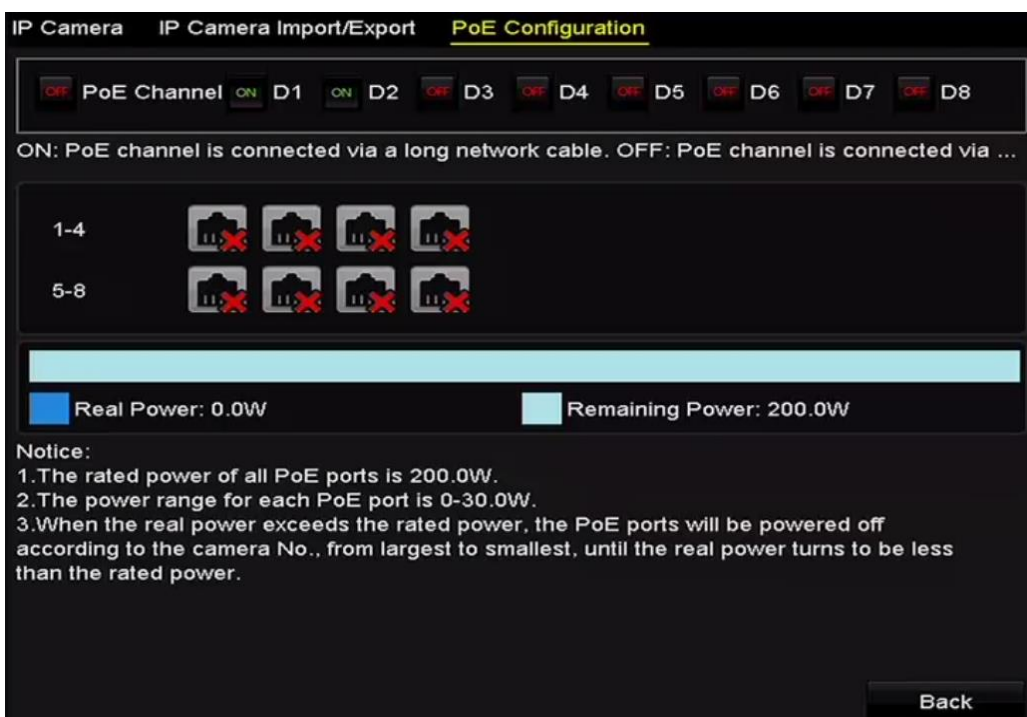 IP Camera IP Camera Import/Export PoE Configuration
OFF PoE Channel ON D1 ON D2 OFF D3 OFF D4 OFF D5 OFF D6 OFF D7 OFF D8
ON: PoE channel is connected via a long network cable. OFF: PoE channel is connected via ...
1-4
5-8
Real Power: 0.0W Remaining Power: 200.0W
Notice:
1.The rated power of all PoE ports is 200.0W.
2.The power range for each PoE port is 0-30.0W.
3.When the real power exceeds the rated power, the PoE ports will be powered off
according to the camera No., from largest to smallest, until the real power turns to be less
than the rated power.
Back